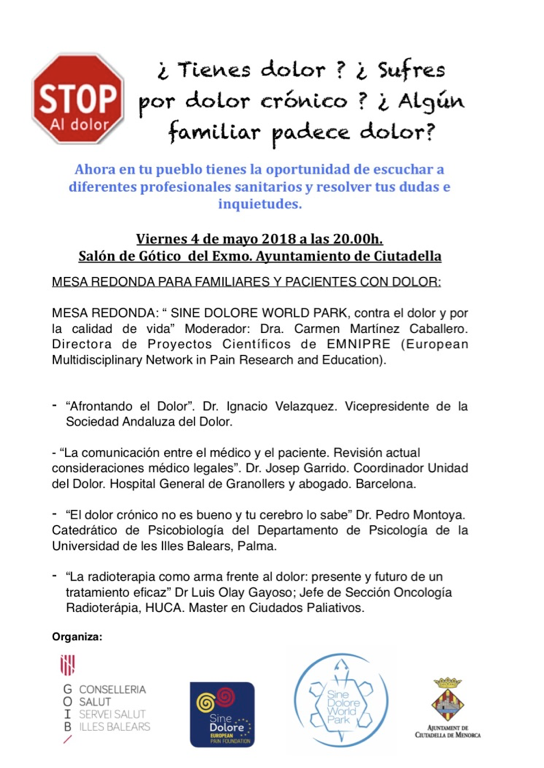 STOP
Al dolor
¿ Tienes dolor ? ¿ Sufres
por dolor crónico ? ¿ Algún
familiar padece dolor?
Ahora en tu pueblo tienes la oportunidad de escuchar a
diferentes profesionales sanitarios y resolver tus dudas e
inquietudes.
Viernes 4 de mayo 2018 a las 20.00h.
Salón de Gótico del Exmo. Ayuntamiento de Ciutadella
MESA REDONDA PARA FAMILIARES Y PACIENTES CON DOLOR:
MESA REDONDA: “ SINE DOLORE WORLD PARK, contra el dolor y por
la calidad de vida” Moderador: Dra. Carmen Martínez Caballero.
Directora de Proyectos Científicos de EMNIPRE (European
Multidisciplinary Network in Pain Research and Education).
- “Afrontando el Dolor”. Dr. Ignacio Velazquez. Vicepresidente de la
Sociedad Andaluza del Dolor.
- “La comunicación entre el médico y el paciente. Revisión actual
consideraciones médico legales”. Dr. Josep Garrido. Coordinador Unidad
del Dolor. Hospital General de Granollers y abogado. Barcelona.
- “El dolor crónico no es bueno y tu cerebro lo sabe” Dr. Pedro Montoya.
Catedrático de Psicobiología del Departamento de Psicología de la
Universidad de les Illes Balears, Palma.
- “La radioterapia como arma frente al dolor: presente y futuro de un
tratamiento eficaz” Dr Luis Olay Gayoso; Jefe de Sección Oncología
Radioterápia, HUCA. Master en Ciudados Paliativos.
Organiza:
G CONSELLERIA
O SALUT
I SERVEI SALUT
B ILLES BALEARS
/
Sine
Dolore
EUROPEAN
PAIN FOUNDATION
Sine
Dolore
World
Park
AJUNTAMENT DE
CIUTADELLA DE MENORCA